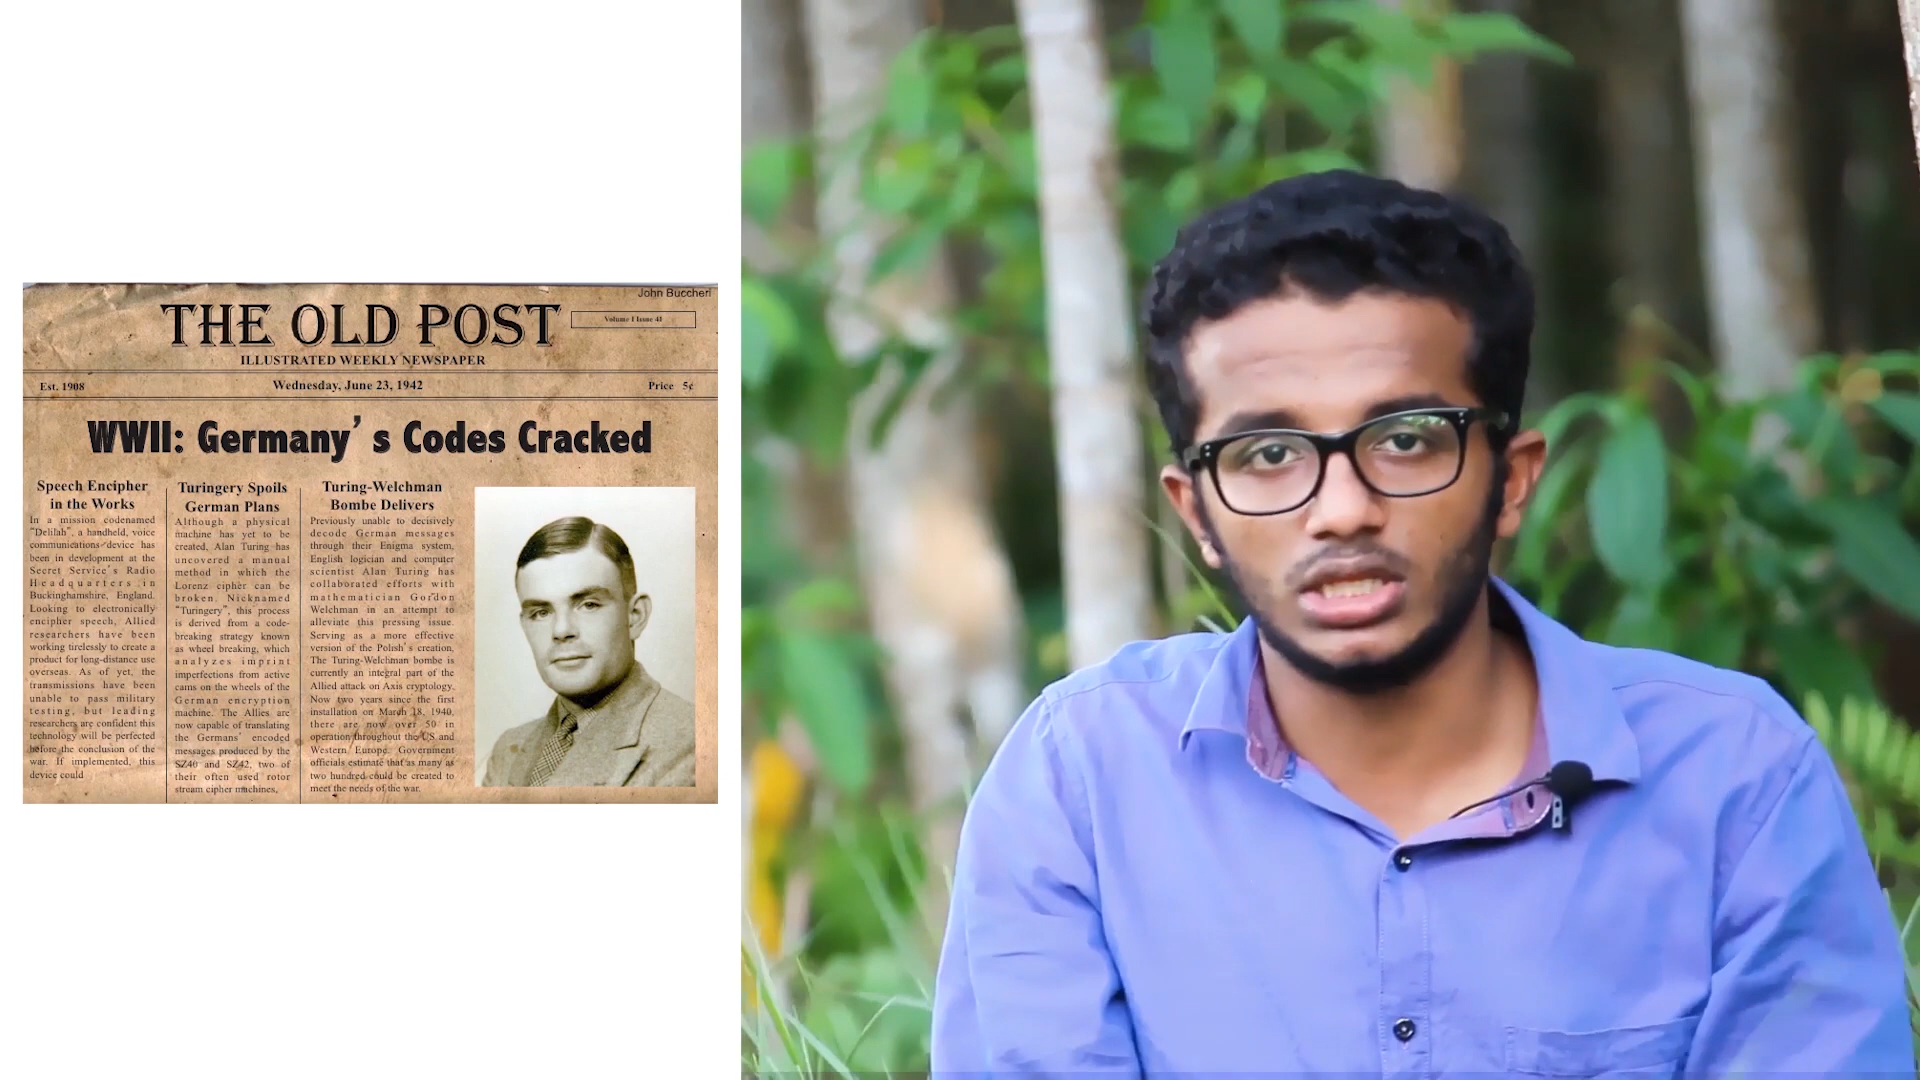 John Buccheri
THE OLD POST
Volume I Issue 41
ILLUSTRATED WEEKLY NEWSPAPER
Est. 1908
Wednesday, June 23, 1942
Price 5¢
WWII: Germany's Codes Cracked
Speech Encipher
in the Works
In a mission codenamed
"Delilah", a handheld, voice
communications device has
been in development at the
Secret Service's Radio
Headquarters in
Buckinghamshire, England.
Looking to electronically
encipher speech, Allied
researchers have been
working tirelessly to create a
product for long-distance use
overseas. As of yet, the
transmissions have been
unable to pass military
testing, but leading
researchers are confident this
technology will be perfected
before the conclusion of the
war. If implemented, this
device could
Turingery Spoils
German Plans
Although a physical
machine has yet to be
created, Alan Turing has
uncovered a manual
method in which the
Lorenz cipher can be
broken. Nicknamed
"Turingery", this process
is derived from a code-
breaking strategy known
as wheel breaking, which
analyzes imprint
imperfections from active
cams on the wheels of the
German encryption
machine. The Allies are
now capable of translating
the Germans' encoded
messages produced by the
SZ40 and SZ42, two of
their often used rotor
stream cipher machines,
Turing-Welchman
Bombe Delivers
Previously unable to decisively
decode German messages
through their Enigma system,
English logician and computer
scientist Alan Turing has
collaborated efforts with
mathematician Gordon
Welchman in an attempt to
alleviate this pressing issue.
Serving as a more effective
version of the Polish's creation,
The Turing-Welchman bombe is
currently an integral part of the
Allied attack on Axis cryptology.
Now two years since the first
installation on March 18, 1940,
there are now over 50 in
operation throughout the US and
Western Europe. Government
officials estimate that as many as
two hundred could be created to
meet the needs of the war.